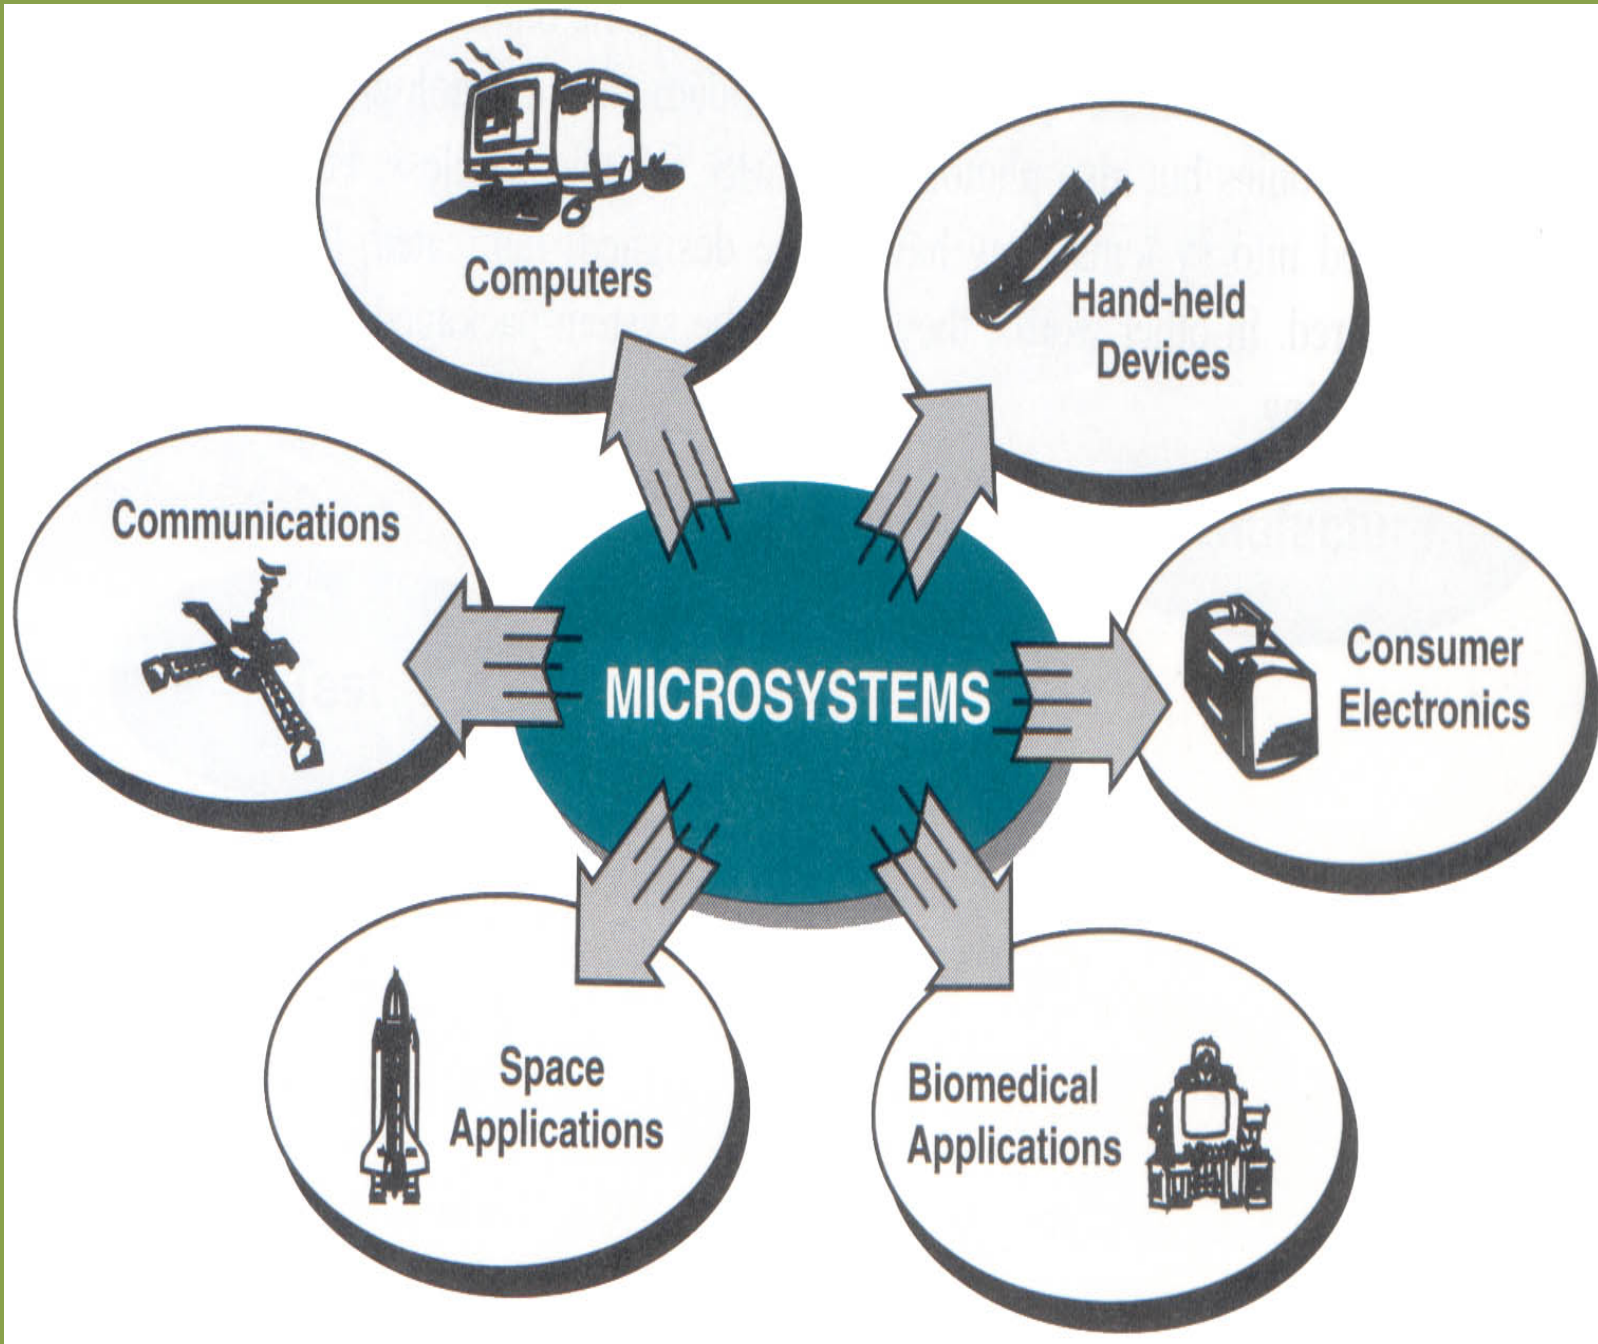 Computers
Hand-held
Devices
Communications
MICROSYSTEMS
Consumer
Electronics
Space
Applications
Biomedical
Applications